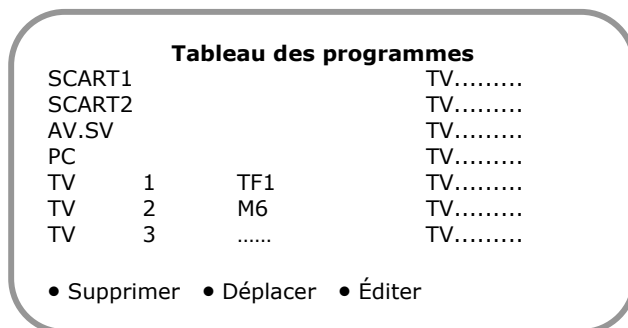 Tableau des programmes
SCART1 TV.........
SCART2 TV.........
AV.SV TV.........
PC TV.........
TV 1 TF1 TV.........
TV 2 M6 TV.........
TV 3 ...... TV.........
• Supprimer • Déplacer • Éditer